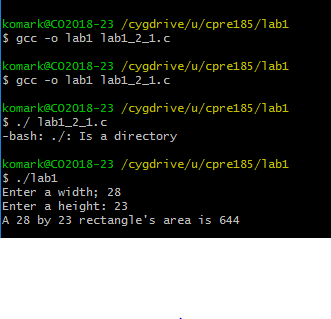 komark@CO2018-23 /cygdrive/u/cpre185/lab1
$ gcc -o lab1 lab1_2_1.c
komark@CO2018-23 /cygdrive/u/cpre185/lab1
$ gcc -o lab1 lab1_2_1.c
komark@CO2018-23 /cygdrive/u/cpre185/lab1
$ ./ lab1_2_1.c
-bash: ./: Is a directory
komark@CO2018-23 /cygdrive/u/cpre185/lab1
$ ./lab1
Enter a width; 28
Enter a height: 23
A 28 by 23 rectangle's area is 644